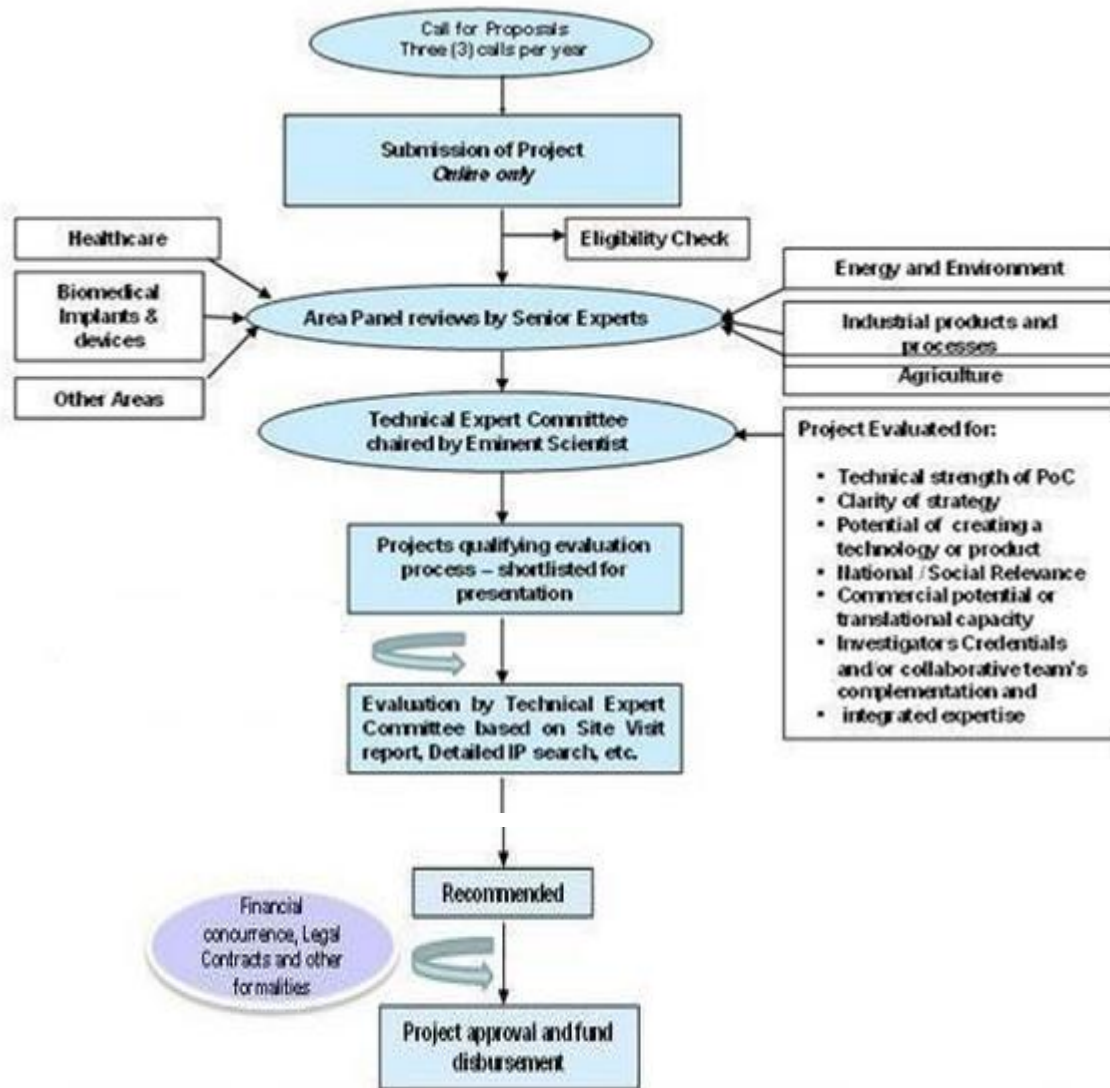 Call for Proposals
Three (3) calls per year
Submission of Project
Online only
Eligibility Check
Healthcare
Biomedical
Implants &
devices
Other Areas
Area Panel reviews by Senior Experts
Energy and Environment
Industrial products and
processes
Agriculture
Technical Expert Committee
chaired by Eminent Scientist
Project Evaluated for:
• Technical strength of PoC
• Clarity of strategy
• Potential of creating a
technology or product
• National / Social Relevance
• Commercial potential or
translational capacity
• Investigators Credentials
and/or collaborative team's
complementation and
• integrated expertise
Projects qualifying evaluation
process – shortlisted for
presentation
Evaluation by Technical Expert
Committee based on Site Visit
report, Detailed IP search, etc.
Recommended
Financial
concurrence, Legal
Contracts and other
formalities
Project approval and fund
disbursement